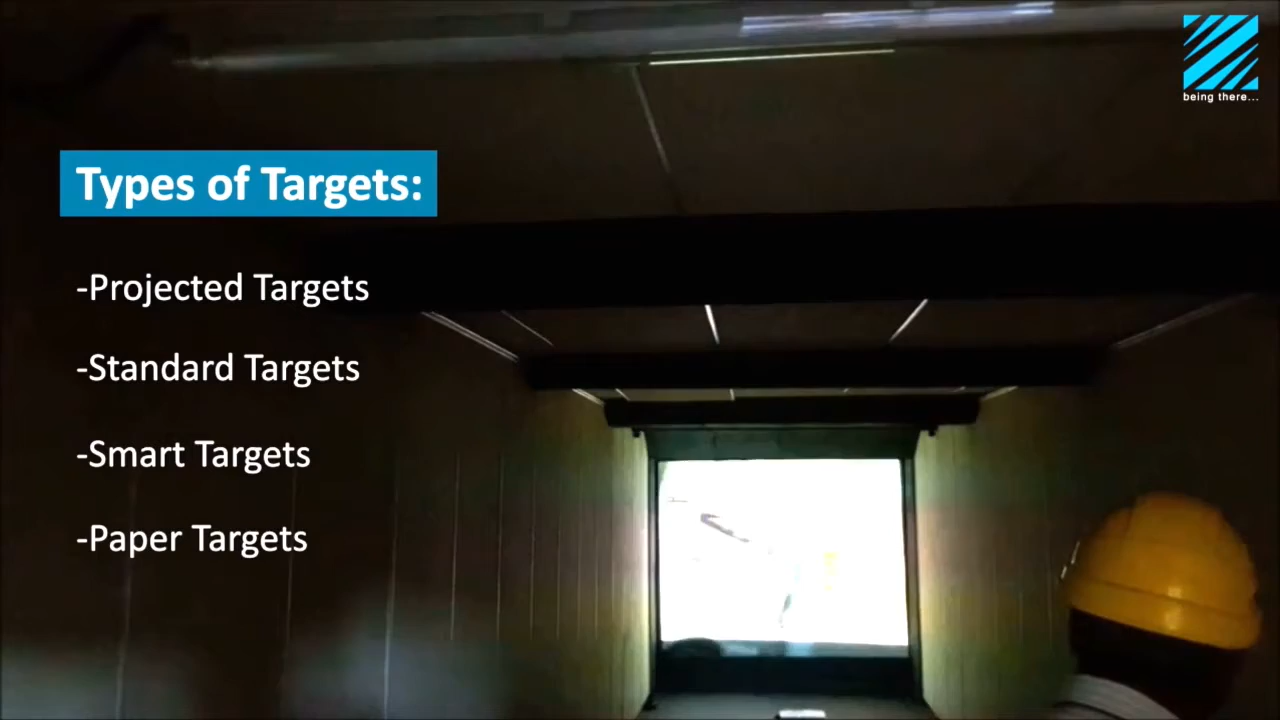 being there...
Types of Targets:
-Projected Targets
-Standard Targets
-Smart Targets
-Paper Targets